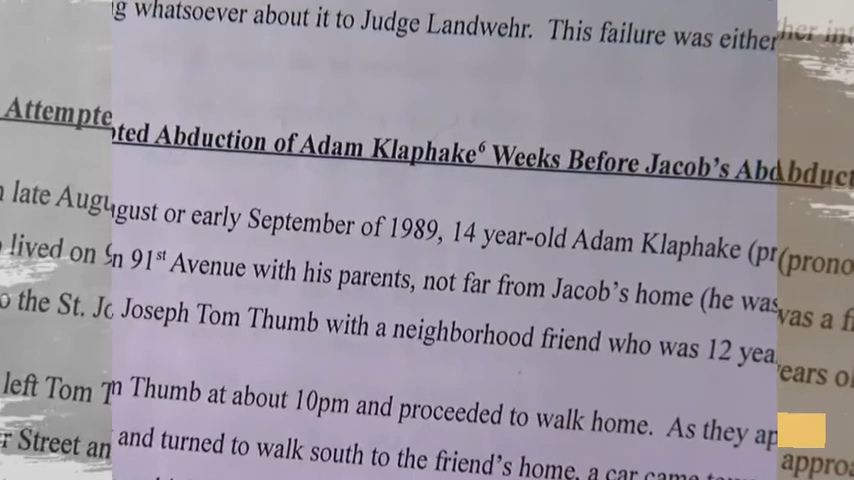 g whatsoever about it to Judge Landwehr. This failure was either
Attempted Abduction of Adam Klaphake⁶ Weeks Before Jacob's Abduct
late August or early September of 1989, 14 year-old Adam Klaphake (prono
lived on 91st Avenue with his parents, not far from Jacob's home (he was a f
o the St. Joseph Tom Thumb with a neighborhood friend who was 12 years ol
left Tom Thumb at about 10pm and proceeded to walk home. As they appro
r Street and turned to walk south to the friend's home, a car came